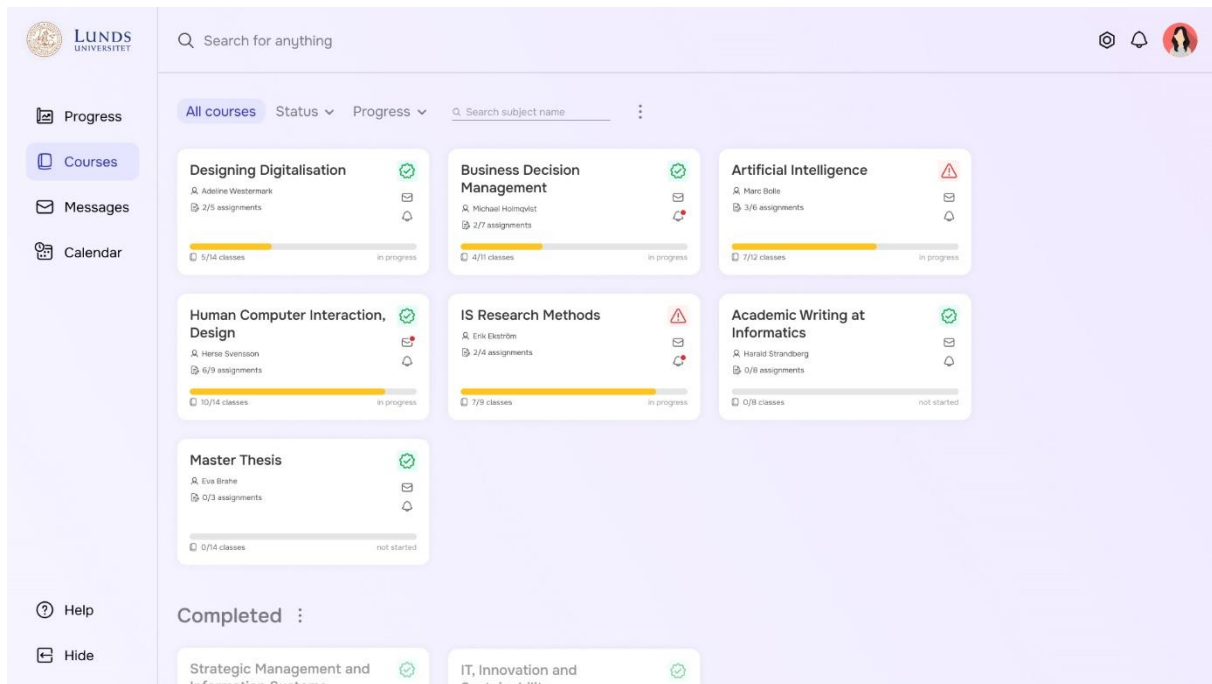 LUNDS
UNIVERSITET
Search for anything
Progress
Courses
Messages
Calendar
Help
Hide
All courses
Status
Progress
Search subject name
Designing Digitalisation
Adeline Westermark
2/5 assignments
5/14 classes
in progress
Business Decision
Management
Michael Holmqvist
2/7 assignments
4/11 classes
in progress
Artificial Intelligence
Marc Bolle
3/6 assignments
7/12 classes
in progress
Human Computer Interaction,
Design
Herse Svensson
6/9 assignments
10/14 classes
in progress
IS Research Methods
Erik Ekström
2/4 assignments
7/9 classes
in progress
Academic Writing at
Informatics
Harald Strandberg
0/8 assignments
0/8 classes
not started
Master Thesis
Eva Brahe
0/3 assignments
0/14 classes
not started
Completed
Strategic Management and
Information Systems
IT, Innovation and
Sustainability